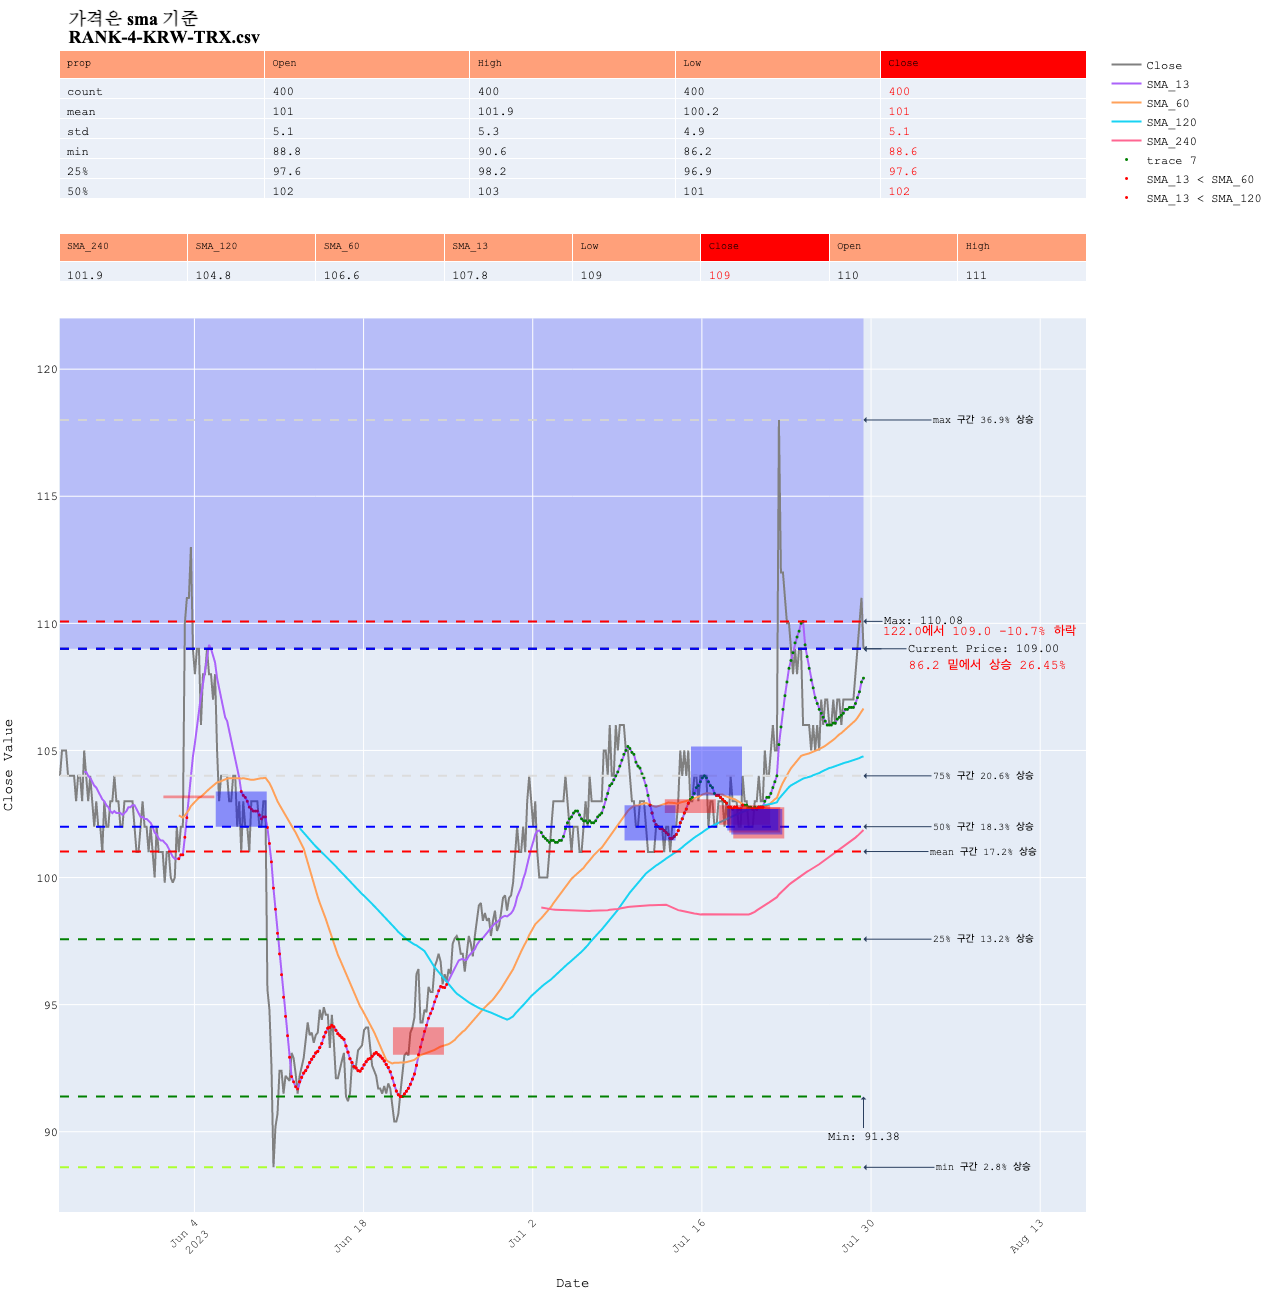 가격은 sma 기준
RANK-4-KRW-TRX.csv
prop Open High Low Close
count 400 400 400 400
mean 101 101.9 100.2 101
std 5.1 5.3 4.9 5.1
min 88.8 90.6 86.2 88.6
25% 97.6 98.2 96.9 97.6
50% 102 103 101 102
SMA_240 SMA_120 SMA_60 SMA_13 Low Close Open High
101.9 104.8 106.6 107.8 109 109 110 111
Close
SMA_13
SMA_60
SMA_120
SMA_240
trace 7
SMA_13 < SMA_60
SMA_13 < SMA_120
Close Value
120
115
110
105
100
95
90
max 구간 36.9% 상승
Max: 110.08
122.0에서 109.0 -10.7% 하락
Current Price: 109.00
86.2 밑에서 상승 26.45%
75% 구간 20.6% 상승
50% 구간 18.3% 상승
mean 구간 17.2% 상승
25% 구간 13.2% 상승
Min: 91.38
min 구간 2.8% 상승
Jun 4
2023
Jun 18
Jul 2
Jul 16
Jul 30
Aug 13
Date